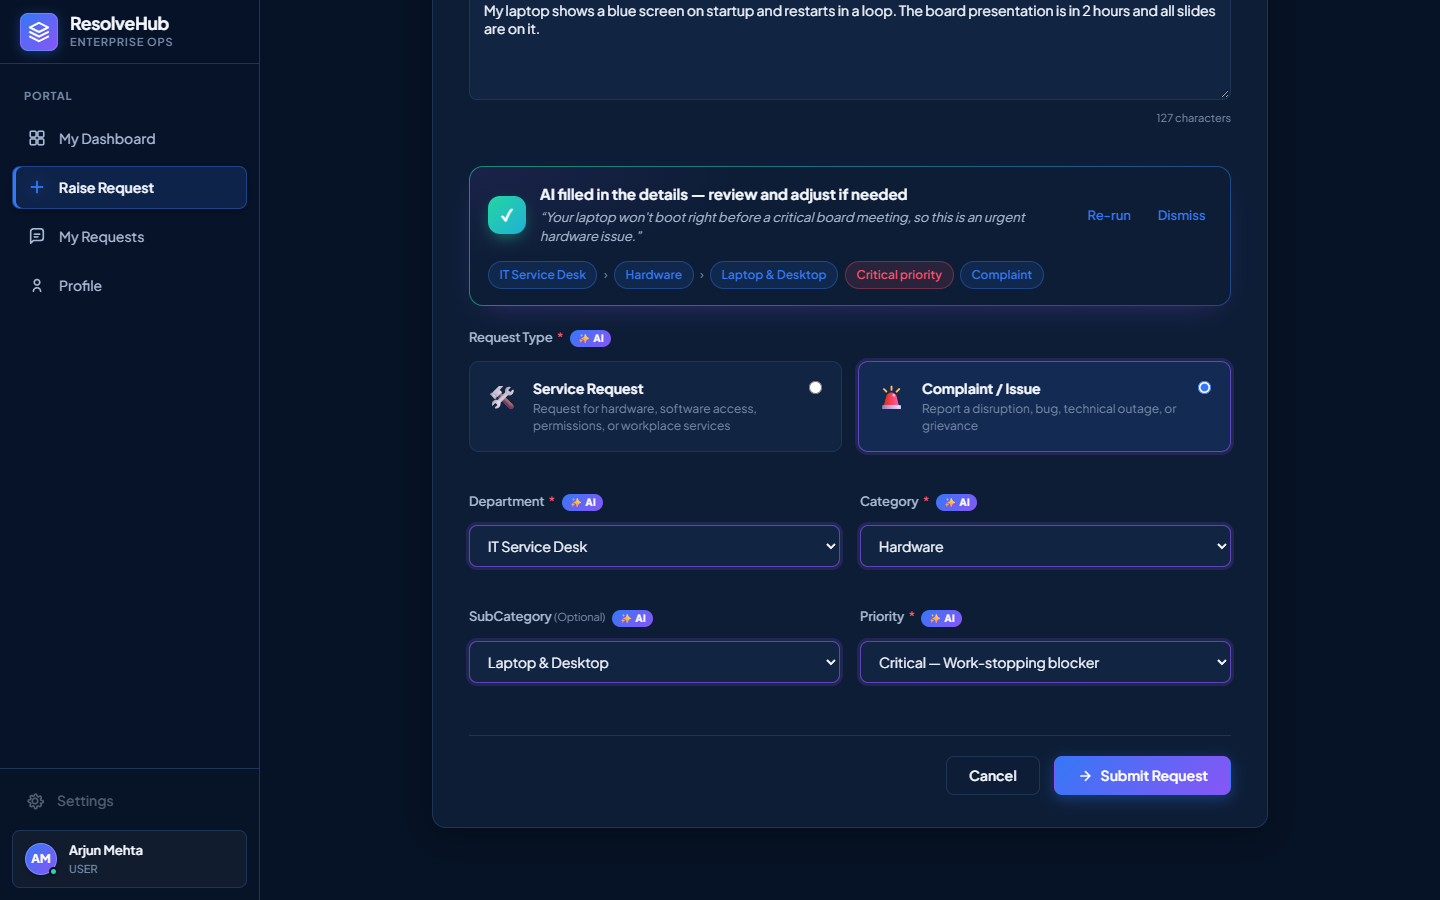 ResolveHub
ENTERPRISE OPS
PORTAL
My Dashboard
Raise Request
My Requests
Profile
Settings
AM
Arjun Mehta
USER
My laptop shows a blue screen on startup and restarts in a loop. The board presentation is in 2 hours and all slides
are on it.
127 characters
AI filled in the details — review and adjust if needed
“Your laptop won't boot right before a critical board meeting, so this is an urgent
hardware issue.”
Re-run
Dismiss
IT Service Desk › Hardware › Laptop & Desktop Critical priority Complaint
Request Type * ✨ AI
Service Request
Request for hardware, software access,
permissions, or workplace services
Complaint / Issue
Report a disruption, bug, technical outage, or
grievance
Department * ✨ AI
IT Service Desk
Category * ✨ AI
Hardware
SubCategory (Optional) ✨ AI
Laptop & Desktop
Priority * ✨ AI
Critical — Work-stopping blocker
Cancel
→ Submit Request